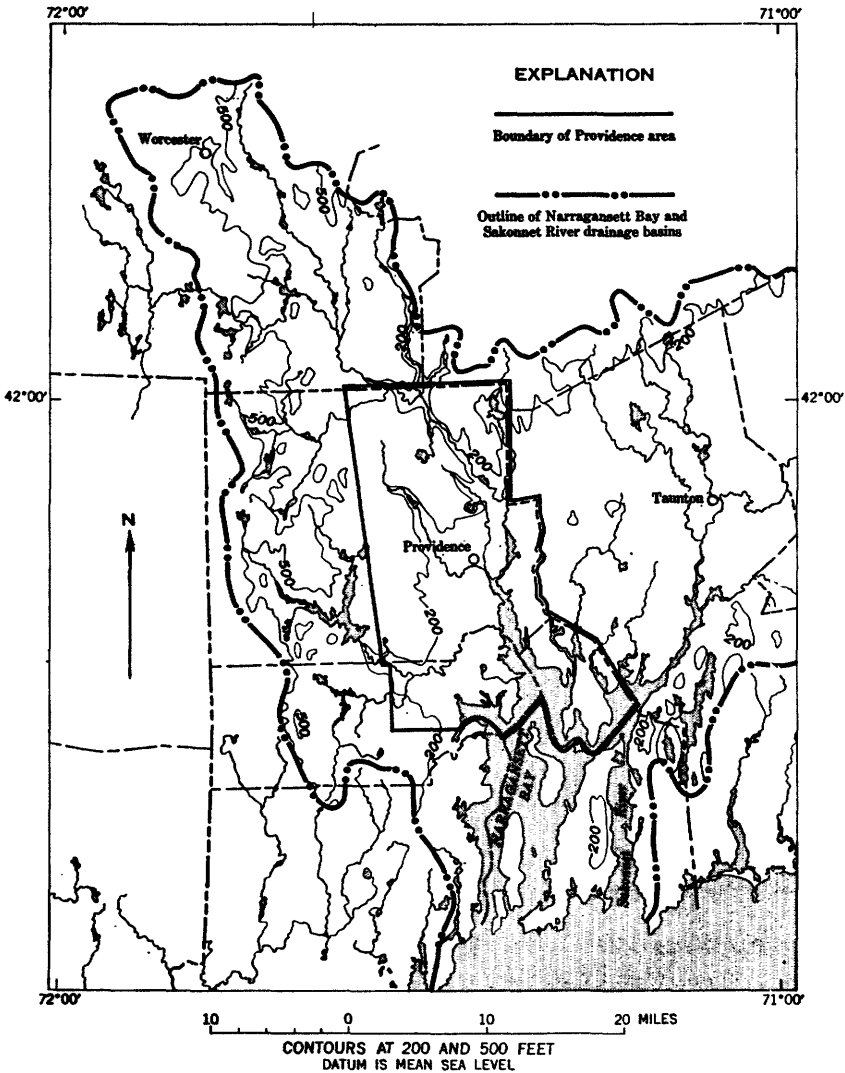 72°00'
71°00'
EXPLANATION
Boundary of Providence area
Outline of Narragansett Bay and
Sakonnet River drainage basins
500
Worcester
500
200
200
42°00'
42°00'
500
200
Taunton
N
Providence
500
200
200
500
200
200
NARRAGANSETT
BAY
200
Sakonnet River
72°00'
71°00'
10 0 10 20 MILES
CONTOURS AT 200 AND 500 FEET
DATUM IS MEAN SEA LEVEL